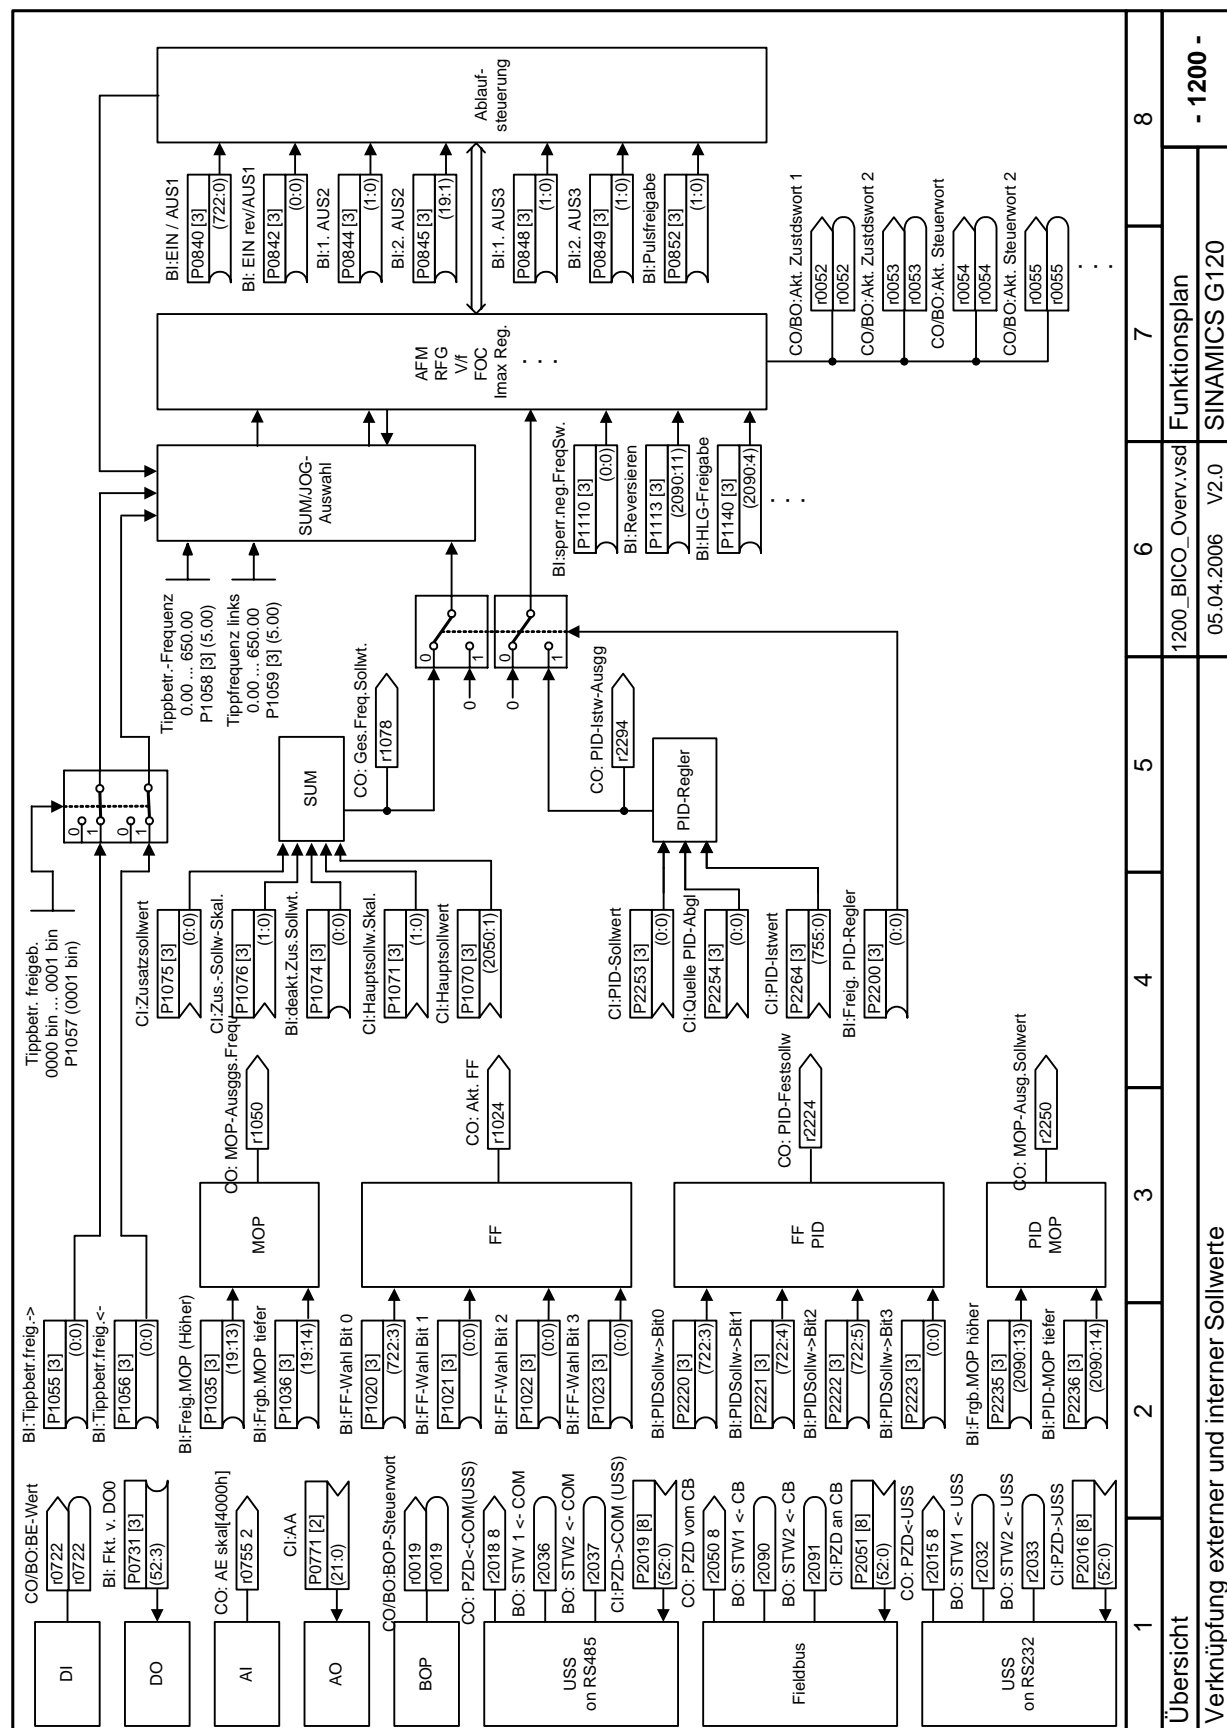 DI
CO/BO:BE-Wert
r0722
r0722
DO
BI: Fkt. v. DO0
P0731 [3]
(52:3)
AI
CO: AE skal[4000h]
r0755 2
AO
CI:AA
P0771 [2]
(21:0)
BOP
CO/BO:BOP-Steuerwort
r0019
r0019
USS
on RS485
CO: PZD<-COM(USS)
r2018 8
BO: STW 1 <- COM
r2036
BO: STW2 <- COM
r2037
CI:PZD->COM (USS)
P2019 [8]
(52:0)
Fieldbus
CO: PZD vom CB
r2050 8
BO: STW1 <- CB
r2090
BO: STW2 <- CB
r2091
CI:PZD an CB
P2051 [8]
(52:0)
USS
on RS232
CO: PZD<-USS
r2015 8
BO: STW1 <- USS
r2032
BO: STW2 <- USS
r2033
CI:PZD->USS
P2016 [8]
(52:0)
BI:Tippbetr.freig.->
P1055 [3]
(0:0)
BI:Tippbetr.freig.<-
P1056 [3]
(0:0)
BI:Freig.MOP (Höher)
P1035 [3]
(19:13)
BI:Frgb.MOP tiefer
P1036 [3]
(19:14)
MOP
CO: MOP-Ausggs.Frequ
r1050
BI:FF-Wahl Bit 0
P1020 [3]
(722:3)
BI:FF-Wahl Bit 1
P1021 [3]
(0:0)
BI:FF-Wahl Bit 2
P1022 [3]
(0:0)
BI:FF-Wahl Bit 3
P1023 [3]
(0:0)
FF
CO: Akt. FF
r1024
BI:PIDSollw->Bit0
P2220 [3]
(722:3)
BI:PIDSollw->Bit1
P2221 [3]
(722:4)
BI:PIDSollw->Bit2
P2222 [3]
(722:5)
BI:PIDSollw->Bit3
P2223 [3]
(0:0)
FF
PID
CO: PID-Festsollw
r2224
BI:Frgb.MOP höher
P2235 [3]
(2090:13)
BI:PID-MOP tiefer
P2236 [3]
(2090:14)
PID
MOP
CO: MOP-Ausg.Sollwert
r2250
Tippbetr. freigeb.
0000 bin ... 0001 bin
P1057 (0001 bin)
0
1
0
1
CI:Zusatzsollwert
P1075 [3]
(0:0)
CI:Zus.-Sollw-Skal.
P1076 [3]
(1:0)
BI:deakt.Zus.Sollwt.
P1074 [3]
(0:0)
CI:Hauptsollw.Skal.
P1071 [3]
(1:0)
CI:Hauptsollwert
P1070 [3]
(2050:1)
SUM
CO: Ges.Freq.Sollwt.
r1078
CI:PID-Sollwert
P2253 [3]
(0:0)
CI:Quelle PID-Abgl
P2254 [3]
(0:0)
CI:PID-Istwert
P2264 [3]
(755:0)
BI:Freig. PID-Regler
P2200 [3]
(0:0)
PID-Regler
CO: PID-Istw-Ausgg
r2294
0
0
0
1
0
1
Tippbetr.-Frequenz
0.00 ... 650.00
P1058 [3] (5.00)
Tippfrequenz links
0.00 ... 650.00
P1059 [3] (5.00)
SUM/JOG-
Auswahl
BI:sperr.neg.FreqSw.
P1110 [3]
(0:0)
BI:Reversieren
P1113 [3]
(2090:11)
BI:HLG-Freigabe
P1140 [3]
(2090:4)
. . .
AFM
RFG
V/f
FOC
Imax Reg.
. . .
BI:EIN / AUS1
P0840 [3]
(722:0)
BI: EIN rev/AUS1
P0842 [3]
(0:0)
BI:1. AUS2
P0844 [3]
(1:0)
BI:2. AUS2
P0845 [3]
(19:1)
BI:1. AUS3
P0848 [3]
(1:0)
BI:2. AUS3
P0849 [3]
(1:0)
BI:Pulsfreigabe
P0852 [3]
(1:0)
Ablauf-
steuerung
CO/BO:Akt. Zustdswort 1
r0052
r0052
CO/BO:Akt. Zustdswort 2
r0053
r0053
CO/BO:Akt. Steuerwort
r0054
r0054
CO/BO:Akt. Steuerwort 2
r0055
r0055
. . .
1 2 3 4 5 6 7 8
Übersicht
1200_BICO_Overv.vsd
Funktionsplan
- 1200 -
Verknüpfung externer und interner Sollwerte
05.04.2006 V2.0
SINAMICS G120